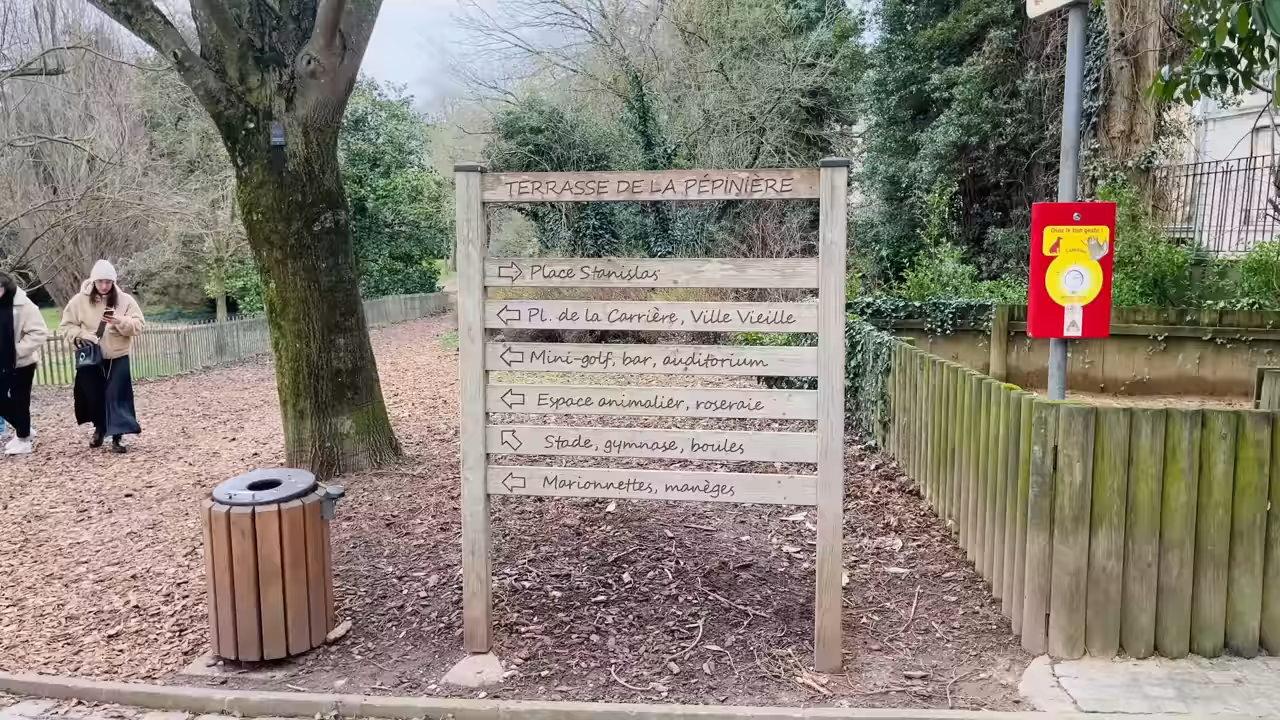 TERRASSE DE LA PÉPINIÈRE
Place Stanislas
Pl. de la Carrière, Ville Vieille
Mini-golf, bar, auditorium
Espace animalier, roseraie
Stade, gymnase, boules
Marionnettes, manèges